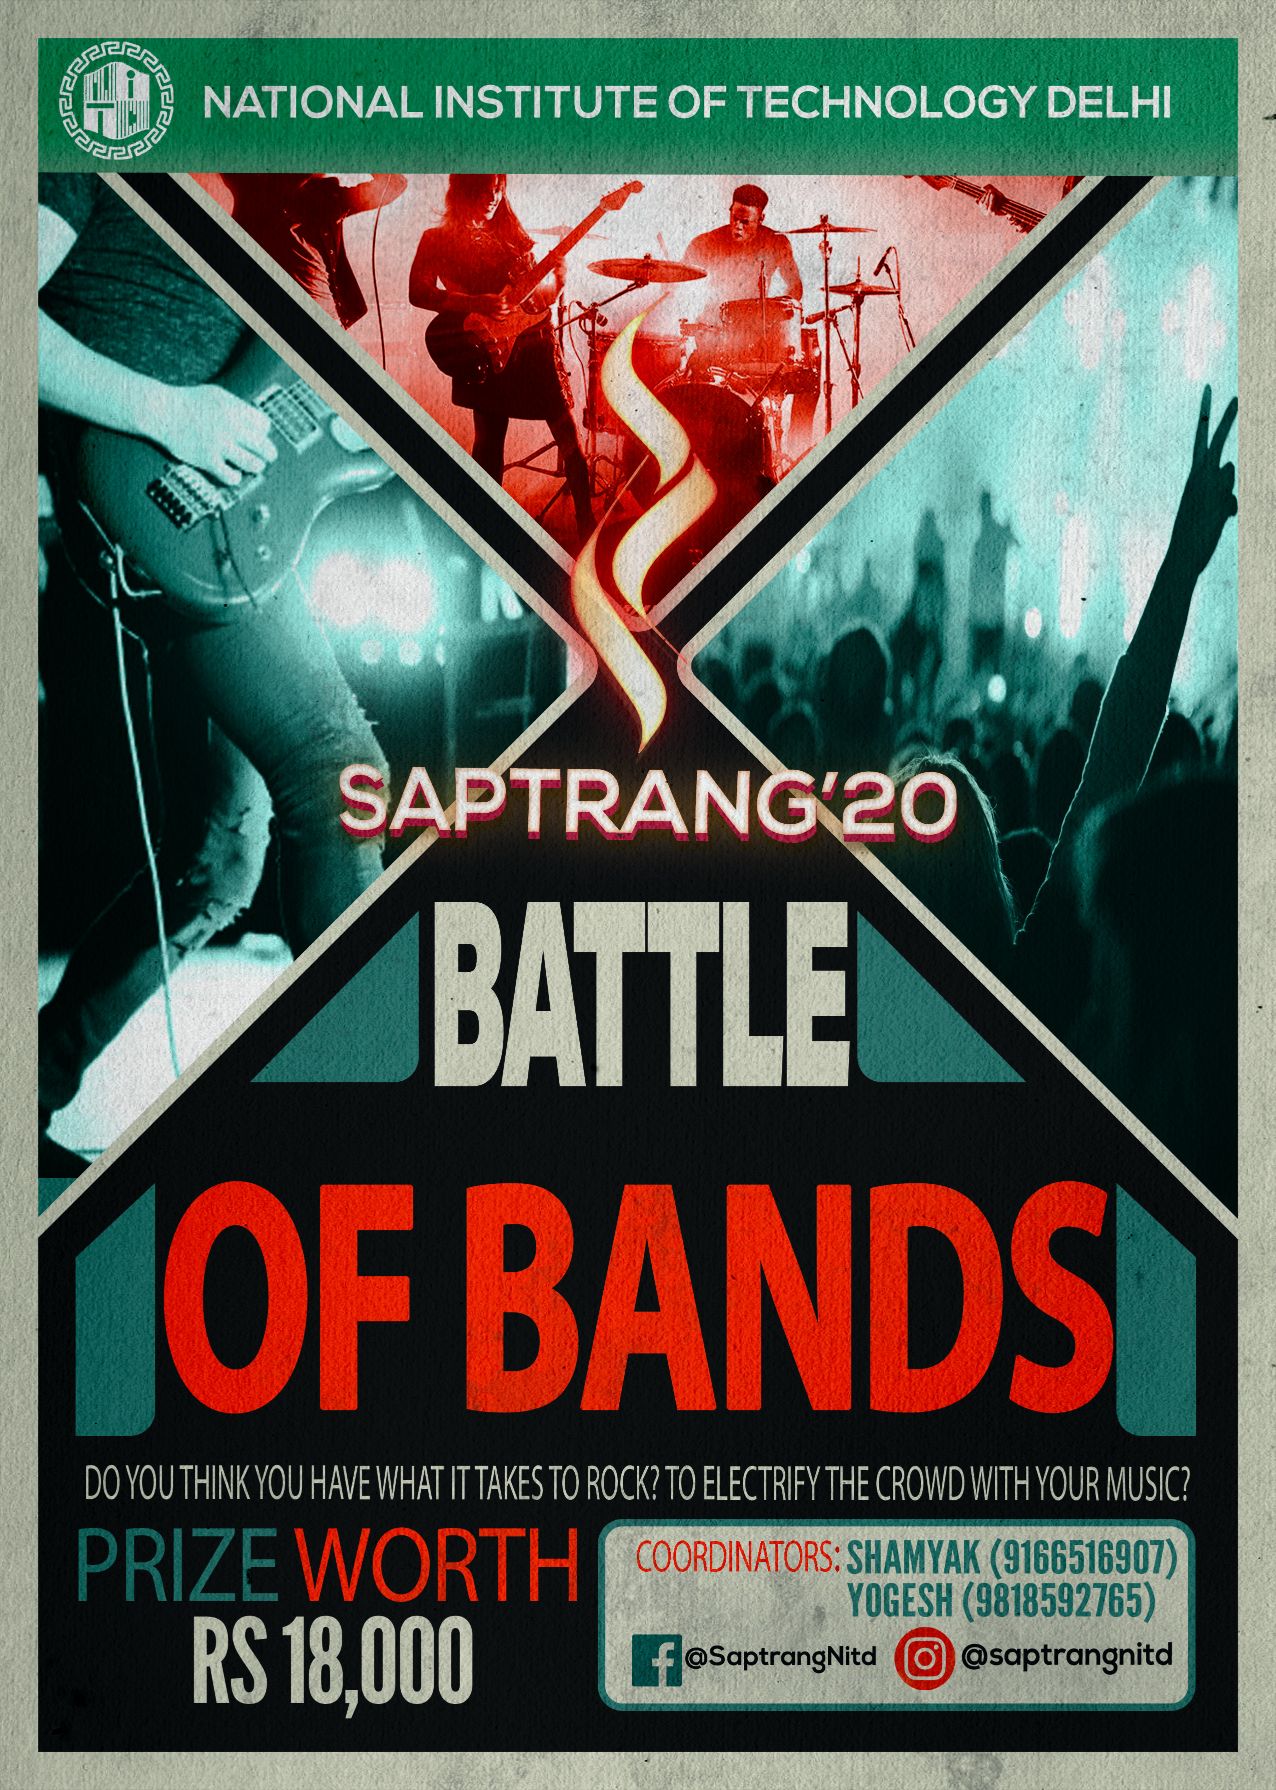 NATIONAL INSTITUTE OF TECHNOLOGY DELHI
SAPTRANG'20
BATTLE
OF BANDS
DO YOU THINK YOU HAVE WHAT IT TAKES TO ROCK? TO ELECTRIFY THE CROWD WITH YOUR MUSIC?
PRIZE WORTH
RS 18,000
COORDINATORS: SHAMYAK (9166516907)
YOGESH (9818592765)
@SaptrangNitd @saptrangnitd